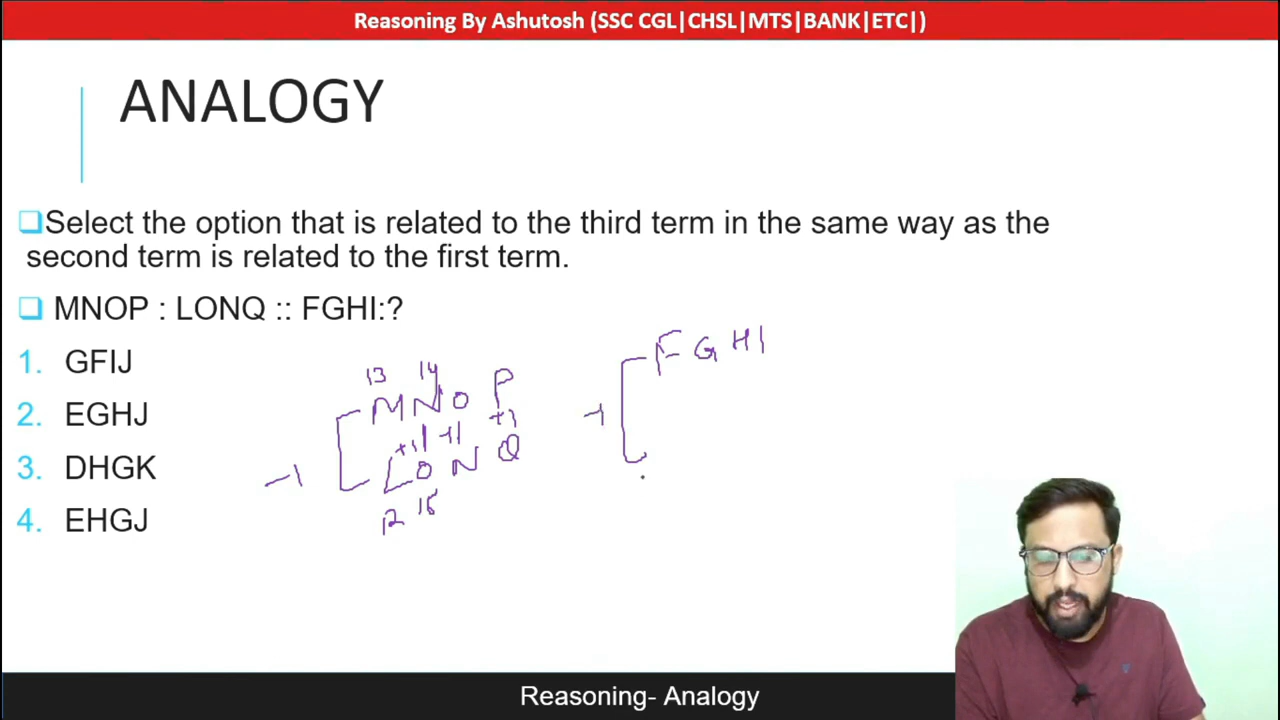 Reasoning By Ashutosh (SSC CGL|CHSL|MTS|BANK|ETC|)
ANALOGY
Select the option that is related to the third term in the same way as the
second term is related to the first term.
MNOP : LONQ :: FGHI:?
1. GFIJ
2. EGHJ
3. DHGK
4. EHGJ
13 14
M N O P
+1 +1 +1
-1
L O N Q
12 15
F G H I
-1
Reasoning- Analogy